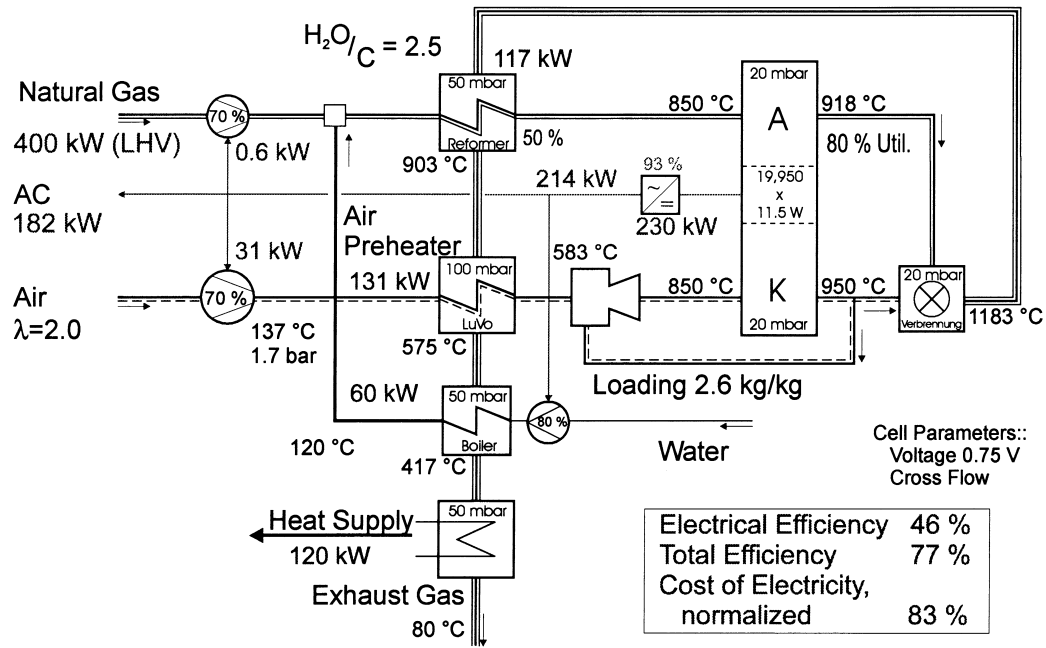 H₂O/C = 2.5
117 kW
50 mbar
20 mbar
Natural Gas
70 %
850 °C
A
918 °C
400 kW (LHV)
0.6 kW
Reformer
50 %
80 % Util.
903 °C
93 %
214 kW
~
=
19,950
x
11.5 W
AC
182 kW
230 kW
Air
Preheater
31 kW
583 °C
100 mbar
131 kW
20 mbar
Air
70 %
850 °C
K
950 °C
λ=2.0
LuVo
20 mbar
Verbrennung
1183 °C
137 °C
1.7 bar
575 °C
Loading 2.6 kg/kg
60 kW
50 mbar
80 %
120 °C
Boiler
Water
417 °C
Cell Parameters::
Voltage 0.75 V
Cross Flow
50 mbar
Heat Supply
120 kW
Exhaust Gas
80 °C
Electrical Efficiency 46 %
Total Efficiency 77 %
Cost of Electricity,
normalized 83 %